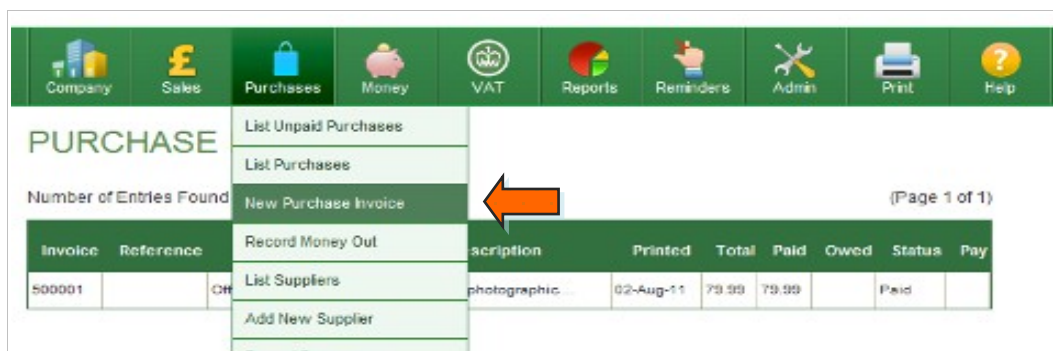 Company Sales Purchases Money VAT Reports Reminders Admin Print Help
List Unpaid Purchases
PURCHASE
List Purchases
Number of Entries Found New Purchase Invoice (Page 1 of 1)
Record Money Out
Invoice Reference scription Printed Total Paid Owed Status Pay
List Suppliers
500001 Off photographic... 02-Aug-11 79.99 79.99 Paid
Add New Supplier